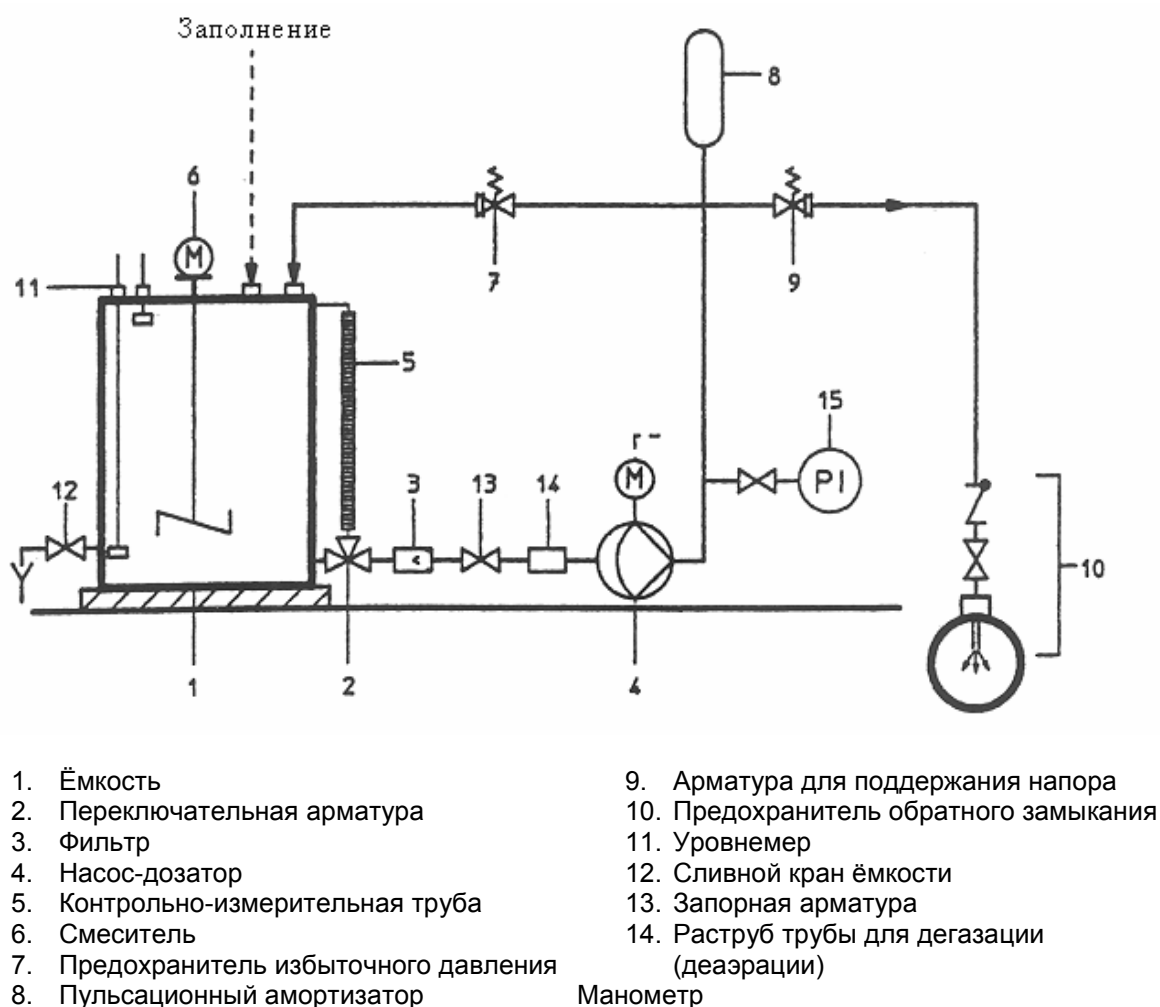 Заполнение
8
6
7
9
11
5
15
PI
M
M
12
3
13
14
10
1
2
4
1. Ёмкость
2. Переключательная арматура
3. Фильтр
4. Насос-дозатор
5. Контрольно-измерительная труба
6. Смеситель
7. Предохранитель избыточного давления
8. Пульсационный амортизатор
9. Арматура для поддержания напора
10. Предохранитель обратного замыкания
11. Уровнемер
12. Сливной кран ёмкости
13. Запорная арматура
14. Раструб трубы для дегазации
(деаэрации)
Манометр